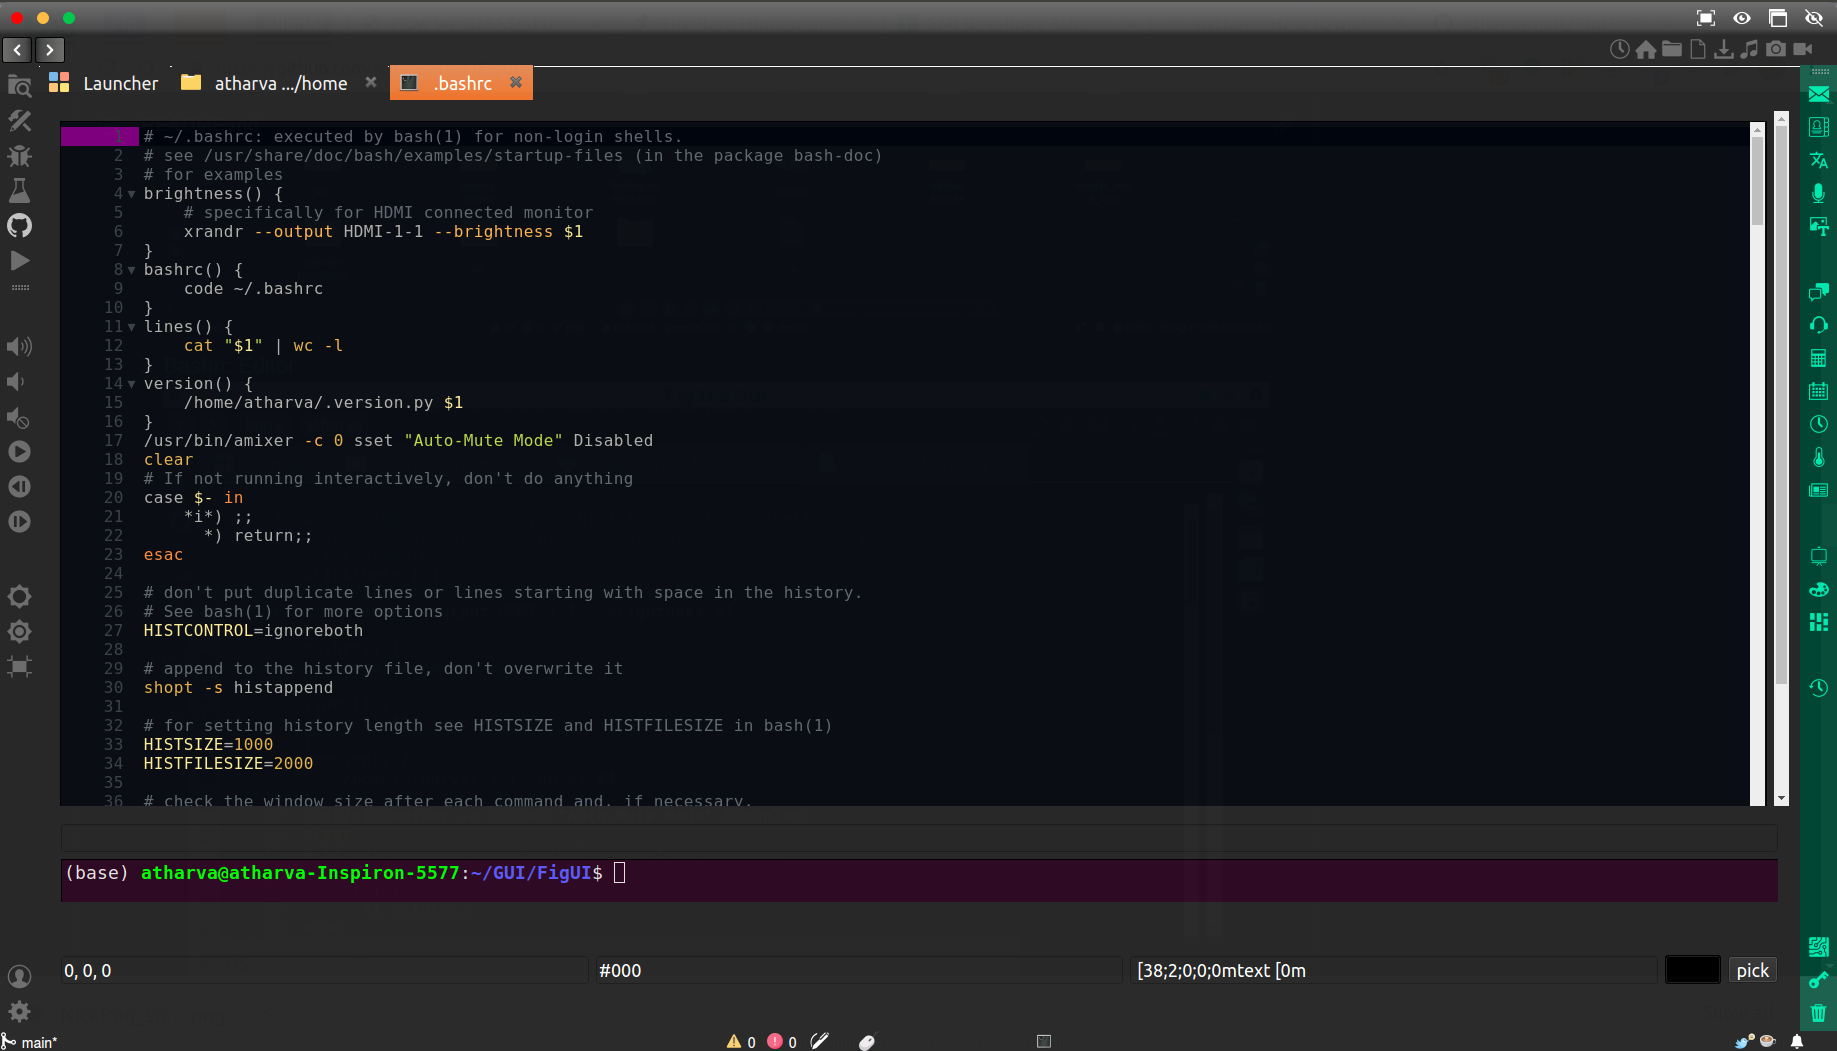 Launcher atharva .../home .bashrc
1 # ~/.bashrc: executed by bash(1) for non-login shells.
2 # see /usr/share/doc/bash/examples/startup-files (in the package bash-doc)
3 # for examples
4 brightness() {
5     # specifically for HDMI connected monitor
6     xrandr --output HDMI-1-1 --brightness $1
7 }
8 bashrc() {
9     code ~/.bashrc
10 }
11 lines() {
12     cat "$1" | wc -l
13 }
14 version() {
15     /home/atharva/.version.py $1
16 }
17 /usr/bin/amixer -c 0 sset "Auto-Mute Mode" Disabled
18 clear
19 # If not running interactively, don't do anything
20 case $- in
21     *i*) ;;
22       *) return;;
23 esac
24
25 # don't put duplicate lines or lines starting with space in the history.
26 # See bash(1) for more options
27 HISTCONTROL=ignoreboth
28
29 # append to the history file, don't overwrite it
30 shopt -s histappend
31
32 # for setting history length see HISTSIZE and HISTFILESIZE in bash(1)
33 HISTSIZE=1000
34 HISTFILESIZE=2000
35
36 # check the window size after each command and, if necessary,
(base) atharva@atharva-Inspiron-5577:~/GUI/FigUI$
0, 0, 0 #000 [38;2;0;0;0mtext [0m pick
main* 0 0